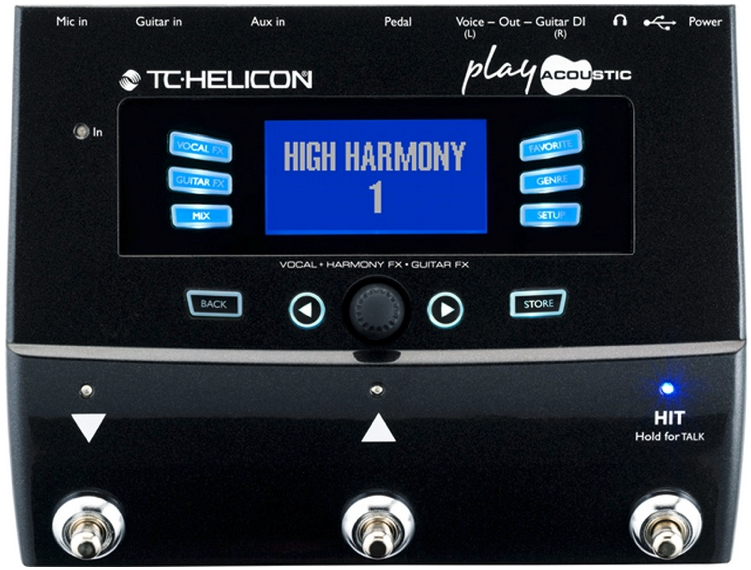 Mic in Guitar in Aux in Pedal Voice – Out – Guitar DI Power
(L) (R)
TC·HELICON®
play ACOUSTIC
In
VOCAL FX
GUITAR FX
MIX
HIGH HARMONY
1
FAVORITE
GENRE
SETUP
VOCAL • HARMONY FX • GUITAR FX
BACK
STORE
HIT
Hold for TALK